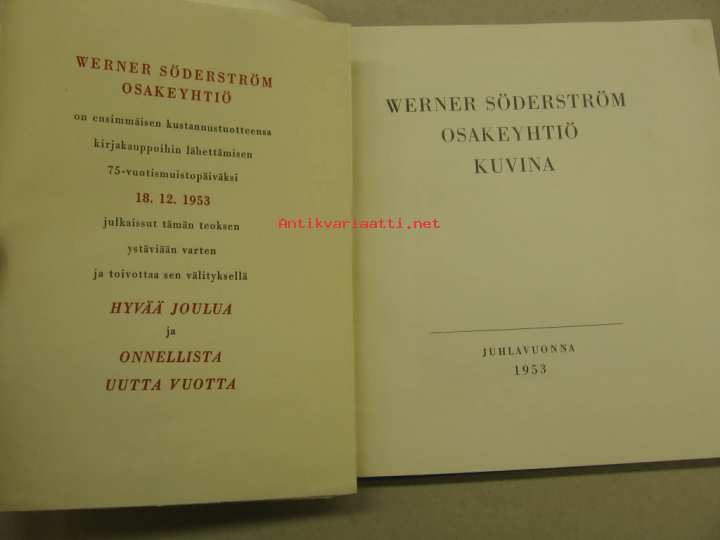 WERNER SÖDERSTRÖM
OSAKEYHTIÖ
on ensimmäisen kustannustuotteensa
kirjakauppoihin lähettämisen
75-vuotismuistopäiväksi
18. 12. 1953
julkaissut tämän teoksen
ystäviään varten
ja toivottaa sen välityksellä
HYVÄÄ JOULUA
ja
ONNELLISTA
UUTTA VUOTTA
WERNER SÖDERSTRÖM
OSAKEYHTIÖ
KUVINA
JUHLAVUONNA
1953
Antikvariaatti.net